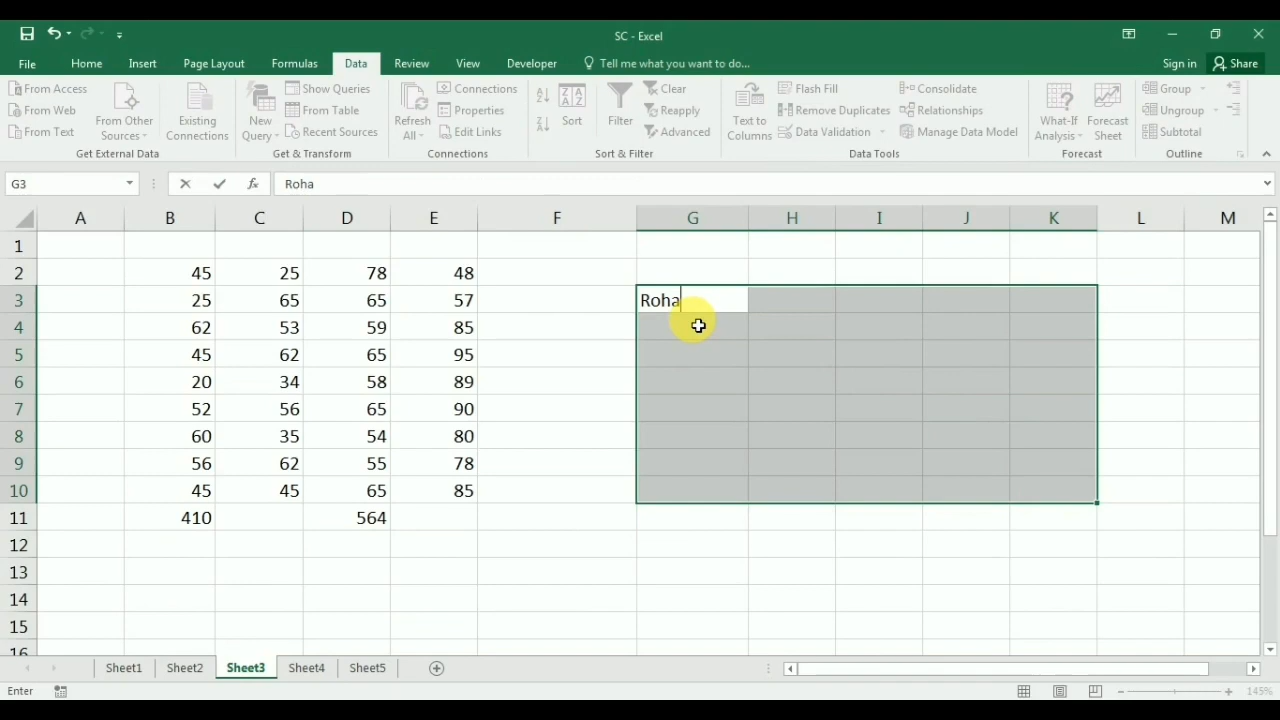 SC - Excel
File Home Insert Page Layout Formulas Data Review View Developer Tell me what you want to do... Sign in Share
From Access
From Web
From Text
From Other Sources
Existing Connections
Get External Data
New Query
Show Queries
From Table
Recent Sources
Get & Transform
Refresh All
Connections
Properties
Edit Links
Connections
Sort
Filter
Clear
Reapply
Advanced
Sort & Filter
Text to Columns
Flash Fill
Remove Duplicates
Data Validation
Consolidate
Relationships
Manage Data Model
Data Tools
What-If Analysis
Forecast Sheet
Forecast
Group
Ungroup
Subtotal
Outline
G3 fx Roha
A B C D E F G H I J K L M
1
2 45 25 78 48
3 25 65 65 57 Roha
4 62 53 59 85
5 45 62 65 95
6 20 34 58 89
7 52 56 65 90
8 60 35 54 80
9 56 62 55 78
10 45 45 65 85
11 410 564
12
13
14
15
16
Sheet1 Sheet2 Sheet3 Sheet4 Sheet5
Enter 145%